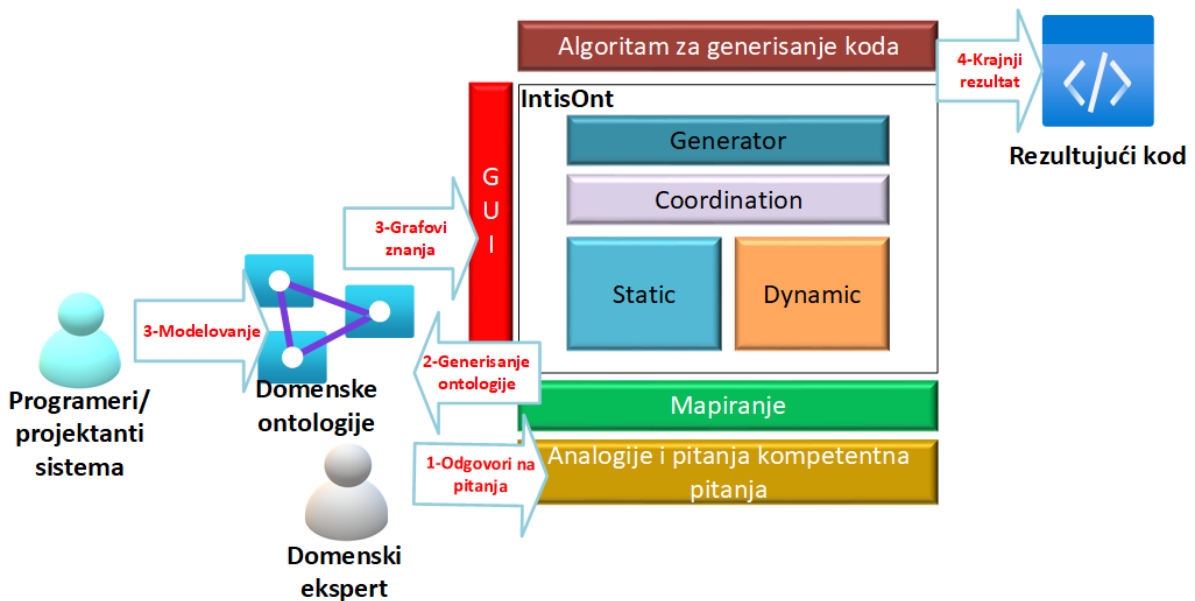 Algoritam za generisanje koda
4-Krajnji
rezultat
IntisOnt
Generator
Rezultujući kod
G
U
I
Coordination
3-Grafovi
znanja
Static
Dynamic
3-Modelovanje
2-Generisanje
ontologije
Domenske
ontologije
Programeri/
projektanti
sistema
Mapiranje
1-Odgovori na
pitanja
Analogije i pitanja kompetentna
pitanja
Domenski
ekspert